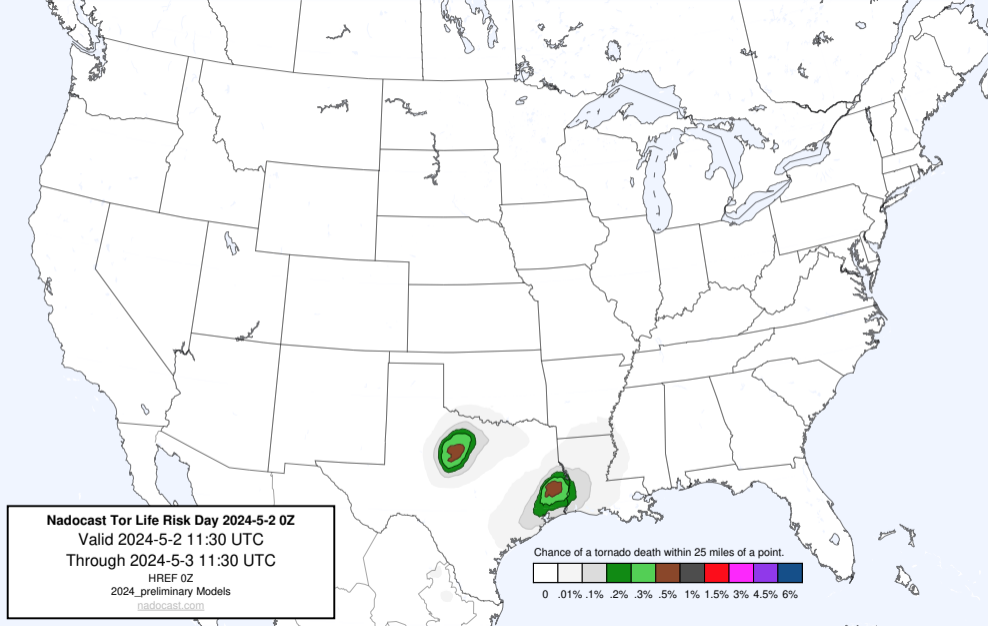 Nadocast Tor Life Risk Day 2024-5-2 0Z
Valid 2024-5-2 11:30 UTC
Through 2024-5-3 11:30 UTC
HREF 0Z
2024_preliminary Models
nadocast.com
Chance of a tornado death within 25 miles of a point.
0 .01% .1% .2% .3% .5% 1% 1.5% 3% 4.5% 6%